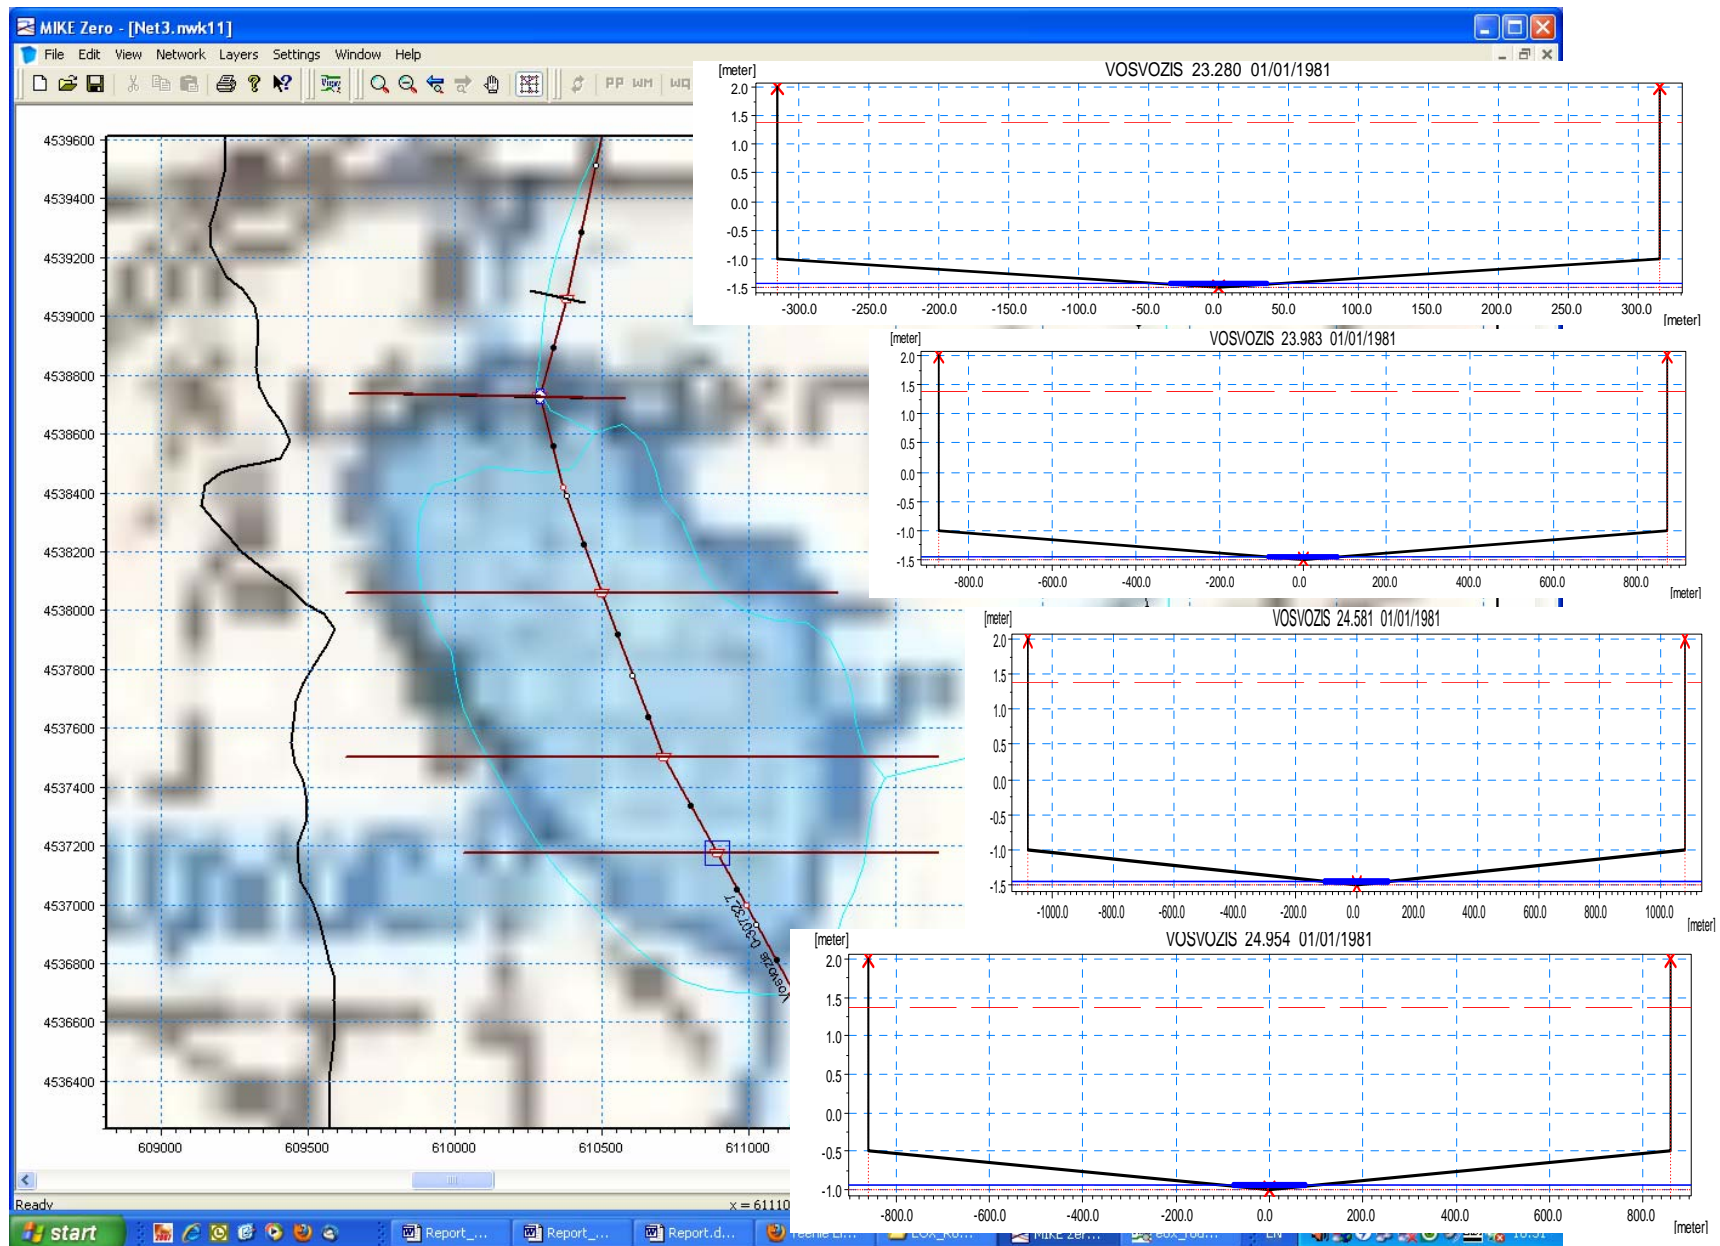 MIKE Zero - [Net3.nwk11]
File Edit View Network Layers Settings Window Help
4539600
4539400
4539200
4539000
4538800
4538600
4538400
4538200
4538000
4537800
4537600
4537400
4537200
4537000
4536800
4536600
4536400
609000 609500 610000 610500 611000
[meter] VOSVOZIS 23.280 01/01/1981
2.0
1.5
1.0
0.5
0.0
-0.5
-1.0
-1.5
-300.0 -250.0 -200.0 -150.0 -100.0 -50.0 0.0 50.0 100.0 150.0 200.0 250.0 300.0
[meter]
[meter] VOSVOZIS 23.983 01/01/1981
2.0
1.5
1.0
0.5
0.0
-0.5
-1.0
-1.5
-800.0 -600.0 -400.0 -200.0 0.0 200.0 400.0 600.0 800.0
[meter]
[meter] VOSVOZIS 24.581 01/01/1981
2.0
1.5
1.0
0.5
0.0
-0.5
-1.0
-1.5
-1000.0 -800.0 -600.0 -400.0 -200.0 0.0 200.0 400.0 600.0 800.0 1000.0
[meter]
[meter] VOSVOZIS 24.954 01/01/1981
2.0
1.5
1.0
0.5
0.0
-0.5
-1.0
-800.0 -600.0 -400.0 -200.0 0.0 200.0 400.0 600.0 800.0
[meter]
Ready x = 61110
start Report_... Report_... Report.d... MIKE Zer... EN